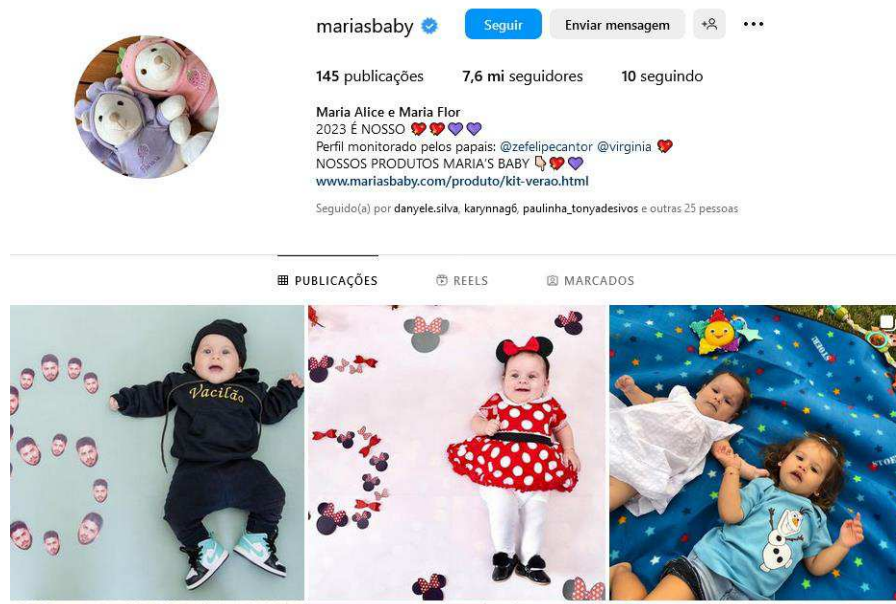 mariasbaby
Seguir
Enviar mensagem
145 publicações
7,6 mi seguidores
10 seguindo
Maria Alice e Maria Flor
2023 É NOSSO 💖💖💜💜
Perfil monitorado pelos papais: @zefelipecantor @virginia 💖
NOSSOS PRODUTOS MARIA'S BABY 👇🏻💖💜
www.mariasbaby.com/produto/kit-verao.html
Seguido(a) por danyele.silva, karynnag6, paulinha_tonyadesivos e outras 25 pessoas
PUBLICAÇÕES
REELS
MARCADOS
Vacilão